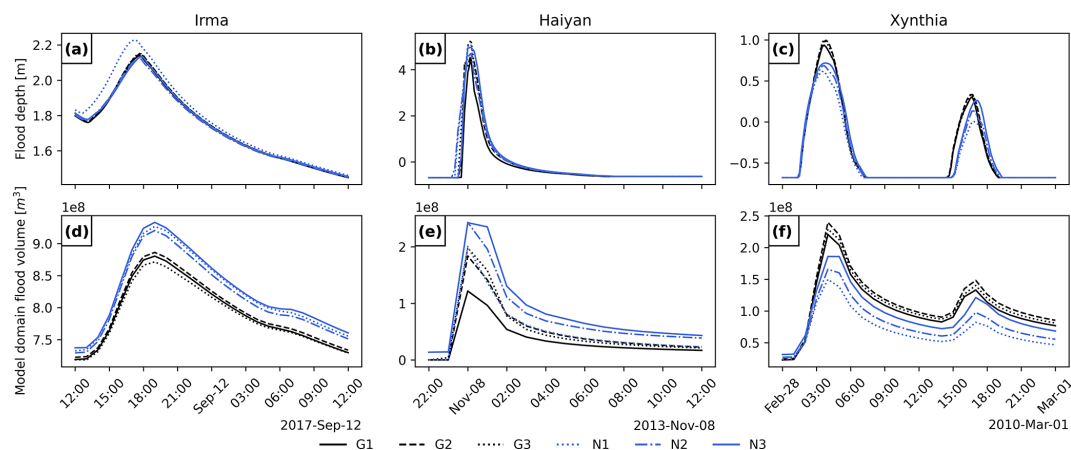 Irma
Haiyan
Xynthia
Flood depth [m]
2.2
2.0
1.8
1.6
(a)
4
2
0
(b)
1.0
0.5
0.0
−0.5
(c)
Model domain flood volume [m³]
1e8
9.0
8.5
8.0
7.5
(d)
1e8
2
1
0
(e)
1e8
2.5
2.0
1.5
1.0
0.5
(f)
12:00
15:00
18:00
21:00
Sep-12
03:00
06:00
09:00
12:00
2017-Sep-12
22:00
Nov-08
02:00
04:00
06:00
08:00
10:00
12:00
2013-Nov-08
Feb-28
03:00
06:00
09:00
12:00
15:00
18:00
21:00
Mar-01
2010-Mar-01
G1 G2 G3 N1 N2 N3